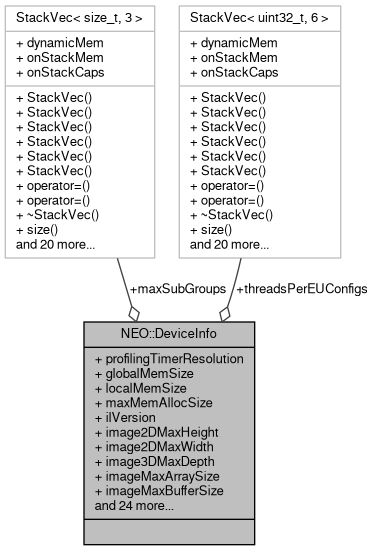 StackVec< size_t, 3 >
+ dynamicMem
+ onStackMem
+ onStackCaps
+ StackVec()
+ StackVec()
+ StackVec()
+ StackVec()
+ StackVec()
+ StackVec()
+ operator=()
+ operator=()
+ ~StackVec()
+ size()
and 20 more...
StackVec< uint32_t, 6 >
+ dynamicMem
+ onStackMem
+ onStackCaps
+ StackVec()
+ StackVec()
+ StackVec()
+ StackVec()
+ StackVec()
+ StackVec()
+ operator=()
+ operator=()
+ ~StackVec()
+ size()
and 20 more...
+maxSubGroups
+threadsPerEUConfigs
NEO::DeviceInfo
+ profilingTimerResolution
+ globalMemSize
+ localMemSize
+ maxMemAllocSize
+ ilVersion
+ image2DMaxHeight
+ image2DMaxWidth
+ image3DMaxDepth
+ imageMaxArraySize
+ imageMaxBufferSize
and 24 more...